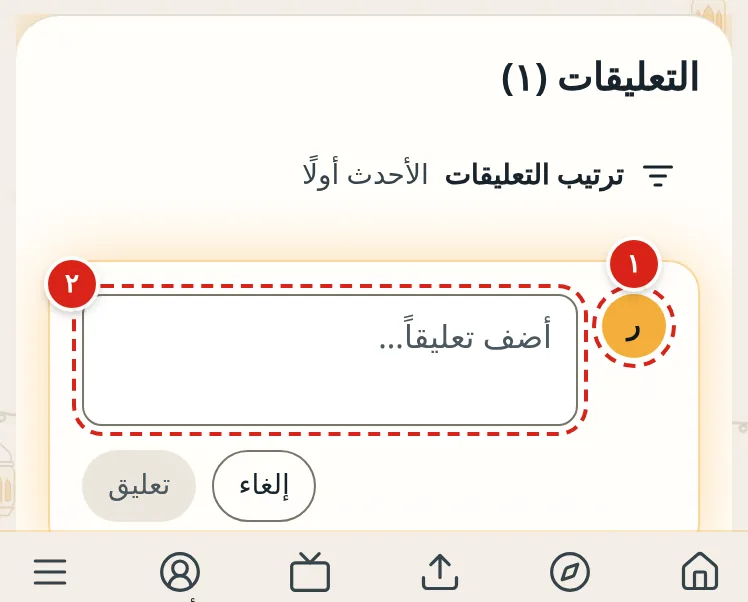 التعليقات (١)
ترتيب التعليقات الأحدث أولًا
١
٢
ر
أضف تعليقاً...
إلغاء
تعليق